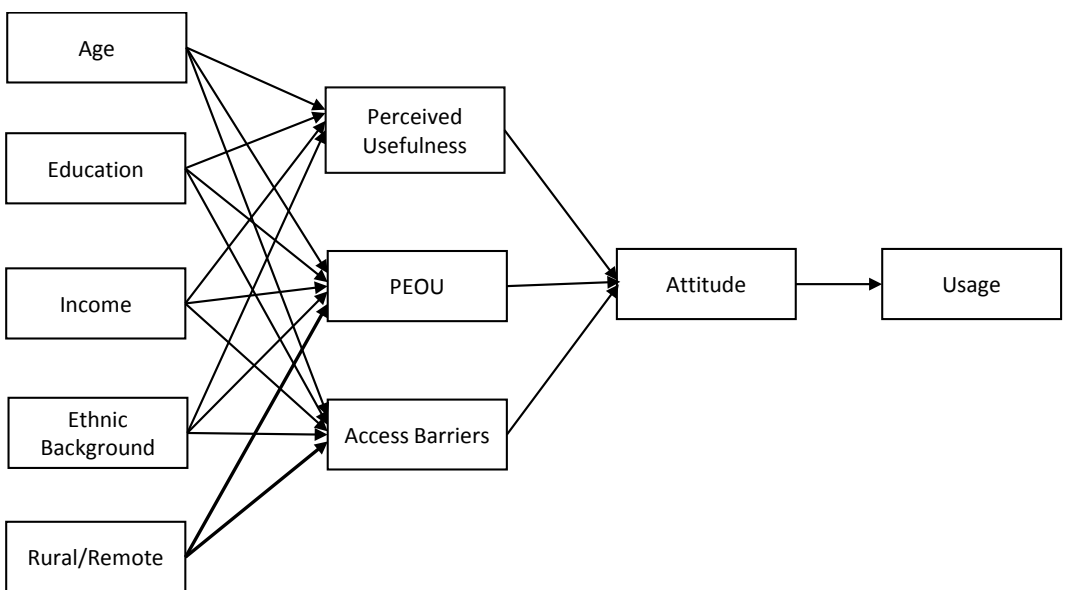 Age
Education
Income
Ethnic
Background
Rural/Remote
Perceived
Usefulness
PEOU
Access Barriers
Attitude
Usage